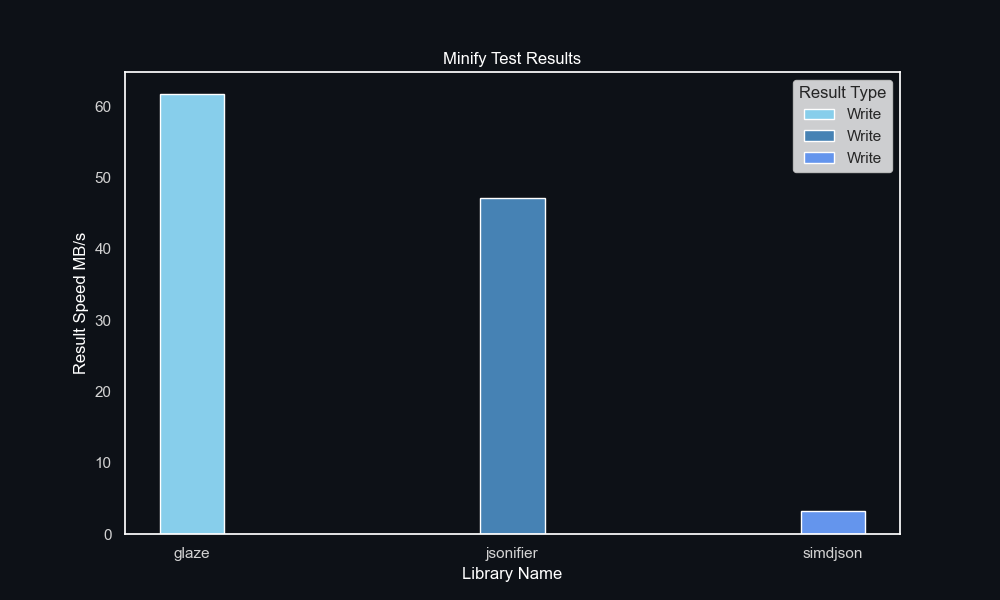 Minify Test Results
Result Type
Write
Write
Write
60
50
40
30
20
10
0
Result Speed MB/s
glaze jsonifier simdjson
Library Name